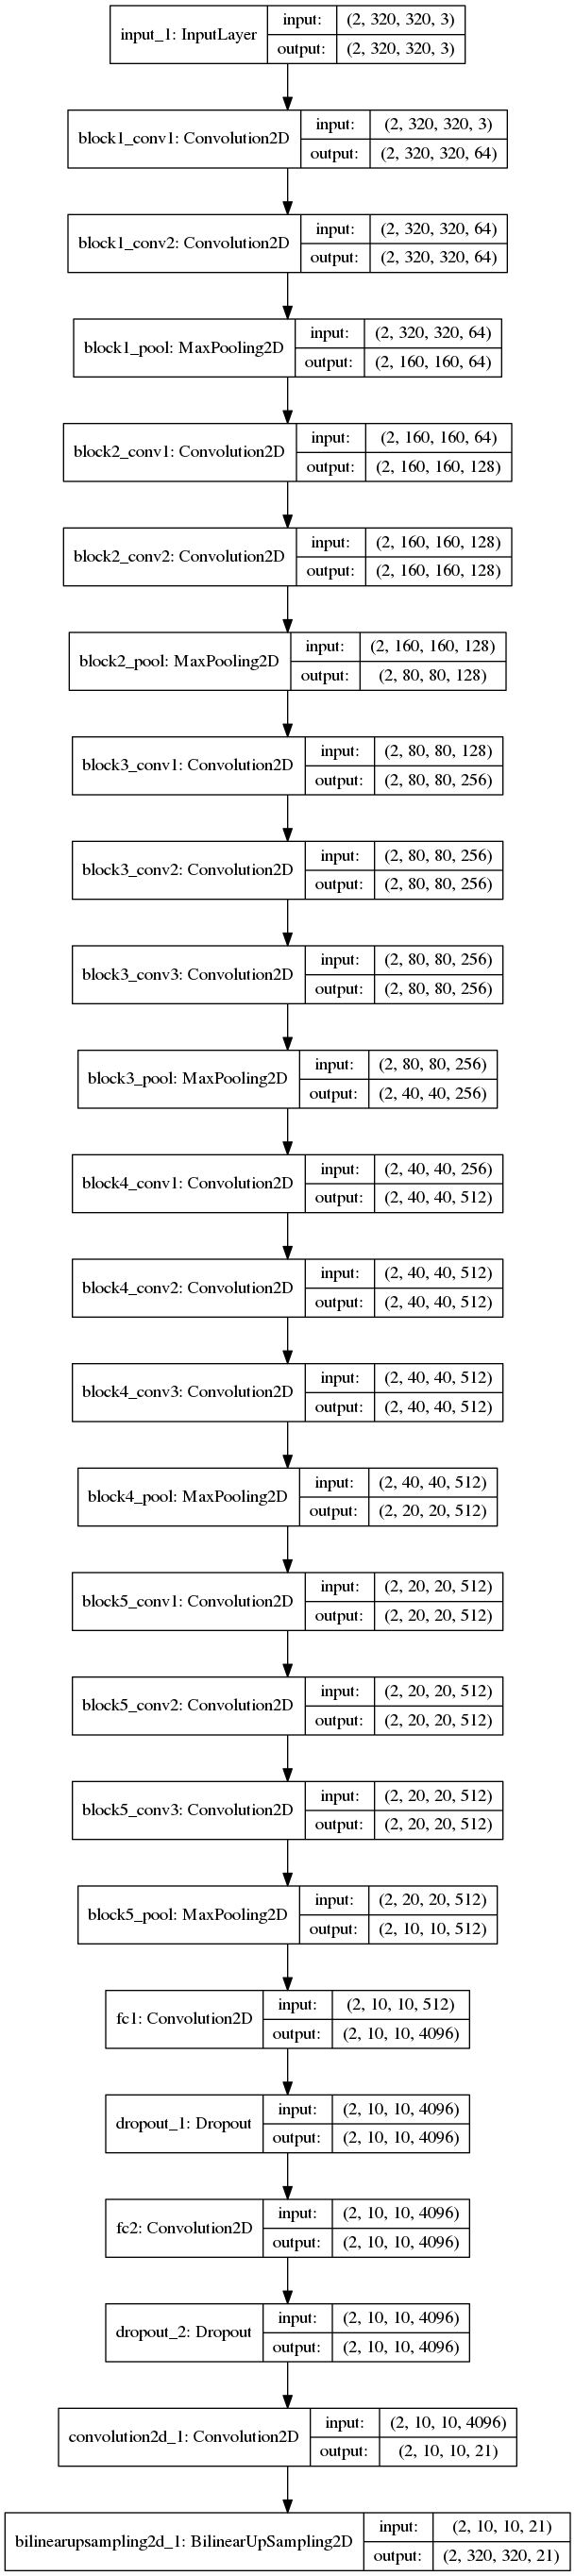 input_1: InputLayer
input: (2, 320, 320, 3)
output: (2, 320, 320, 3)
block1_conv1: Convolution2D
input: (2, 320, 320, 3)
output: (2, 320, 320, 64)
block1_conv2: Convolution2D
input: (2, 320, 320, 64)
output: (2, 320, 320, 64)
block1_pool: MaxPooling2D
input: (2, 320, 320, 64)
output: (2, 160, 160, 64)
block2_conv1: Convolution2D
input: (2, 160, 160, 64)
output: (2, 160, 160, 128)
block2_conv2: Convolution2D
input: (2, 160, 160, 128)
output: (2, 160, 160, 128)
block2_pool: MaxPooling2D
input: (2, 160, 160, 128)
output: (2, 80, 80, 128)
block3_conv1: Convolution2D
input: (2, 80, 80, 128)
output: (2, 80, 80, 256)
block3_conv2: Convolution2D
input: (2, 80, 80, 256)
output: (2, 80, 80, 256)
block3_conv3: Convolution2D
input: (2, 80, 80, 256)
output: (2, 80, 80, 256)
block3_pool: MaxPooling2D
input: (2, 80, 80, 256)
output: (2, 40, 40, 256)
block4_conv1: Convolution2D
input: (2, 40, 40, 256)
output: (2, 40, 40, 512)
block4_conv2: Convolution2D
input: (2, 40, 40, 512)
output: (2, 40, 40, 512)
block4_conv3: Convolution2D
input: (2, 40, 40, 512)
output: (2, 40, 40, 512)
block4_pool: MaxPooling2D
input: (2, 40, 40, 512)
output: (2, 20, 20, 512)
block5_conv1: Convolution2D
input: (2, 20, 20, 512)
output: (2, 20, 20, 512)
block5_conv2: Convolution2D
input: (2, 20, 20, 512)
output: (2, 20, 20, 512)
block5_conv3: Convolution2D
input: (2, 20, 20, 512)
output: (2, 20, 20, 512)
block5_pool: MaxPooling2D
input: (2, 20, 20, 512)
output: (2, 10, 10, 512)
fc1: Convolution2D
input: (2, 10, 10, 512)
output: (2, 10, 10, 4096)
dropout_1: Dropout
input: (2, 10, 10, 4096)
output: (2, 10, 10, 4096)
fc2: Convolution2D
input: (2, 10, 10, 4096)
output: (2, 10, 10, 4096)
dropout_2: Dropout
input: (2, 10, 10, 4096)
output: (2, 10, 10, 4096)
convolution2d_1: Convolution2D
input: (2, 10, 10, 4096)
output: (2, 10, 10, 21)
bilinearupsampling2d_1: BilinearUpSampling2D
input: (2, 10, 10, 21)
output: (2, 320, 320, 21)